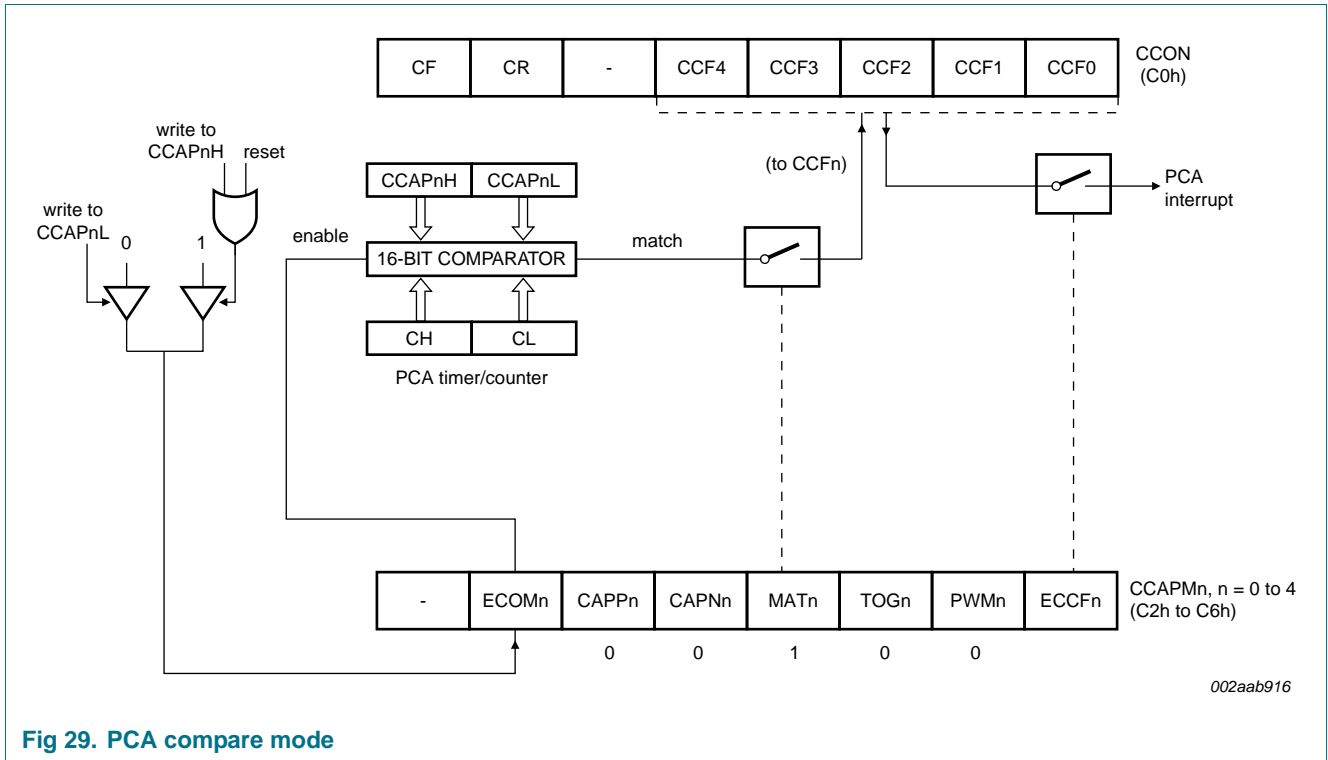 CF CR - CCF4 CCF3 CCF2 CCF1 CCF0
CCON
(C0h)
write to
CCAPnH
reset
write to
CCAPnL
0
1
enable
CCAPnH CCAPnL
16-BIT COMPARATOR
CH CL
PCA timer/counter
match
(to CCFn)
PCA
interrupt
- ECOMn CAPPn CAPNn MATn TOGn PWMn ECCFn
CCAPMn, n = 0 to 4
(C2h to C6h)
0 0 1 0 0
002aab916
Fig 29. PCA compare mode